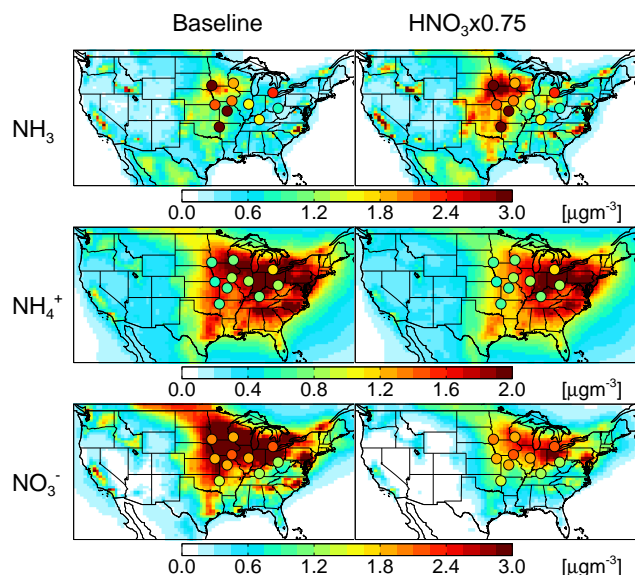 Baseline HNO₃x0.75
NH₃
0.0 0.6 1.2 1.8 2.4 3.0 [μgm⁻³]
NH₄⁺
0.0 0.4 0.8 1.2 1.6 2.0 [μgm⁻³]
NO₃⁻
0.0 0.6 1.2 1.8 2.4 3.0 [μgm⁻³]